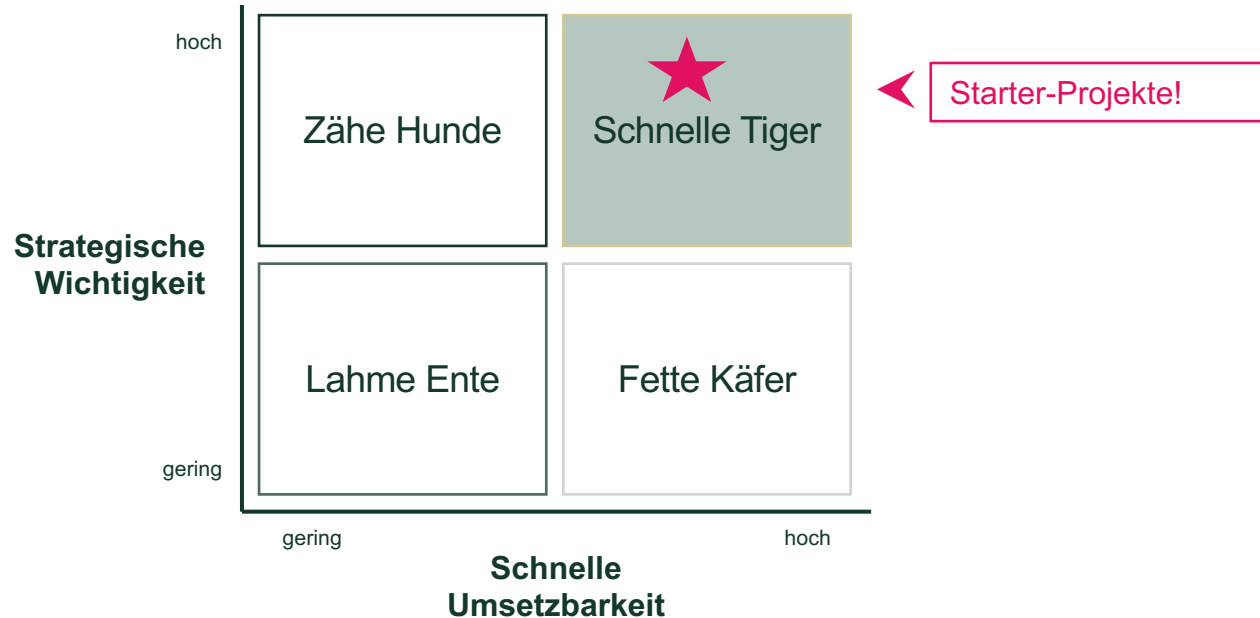 hoch
Zähe Hunde
Schnelle Tiger
Starter-Projekte!
Strategische
Wichtigkeit
Lahme Ente
Fette Käfer
gering
gering
hoch
Schnelle
Umsetzbarkeit